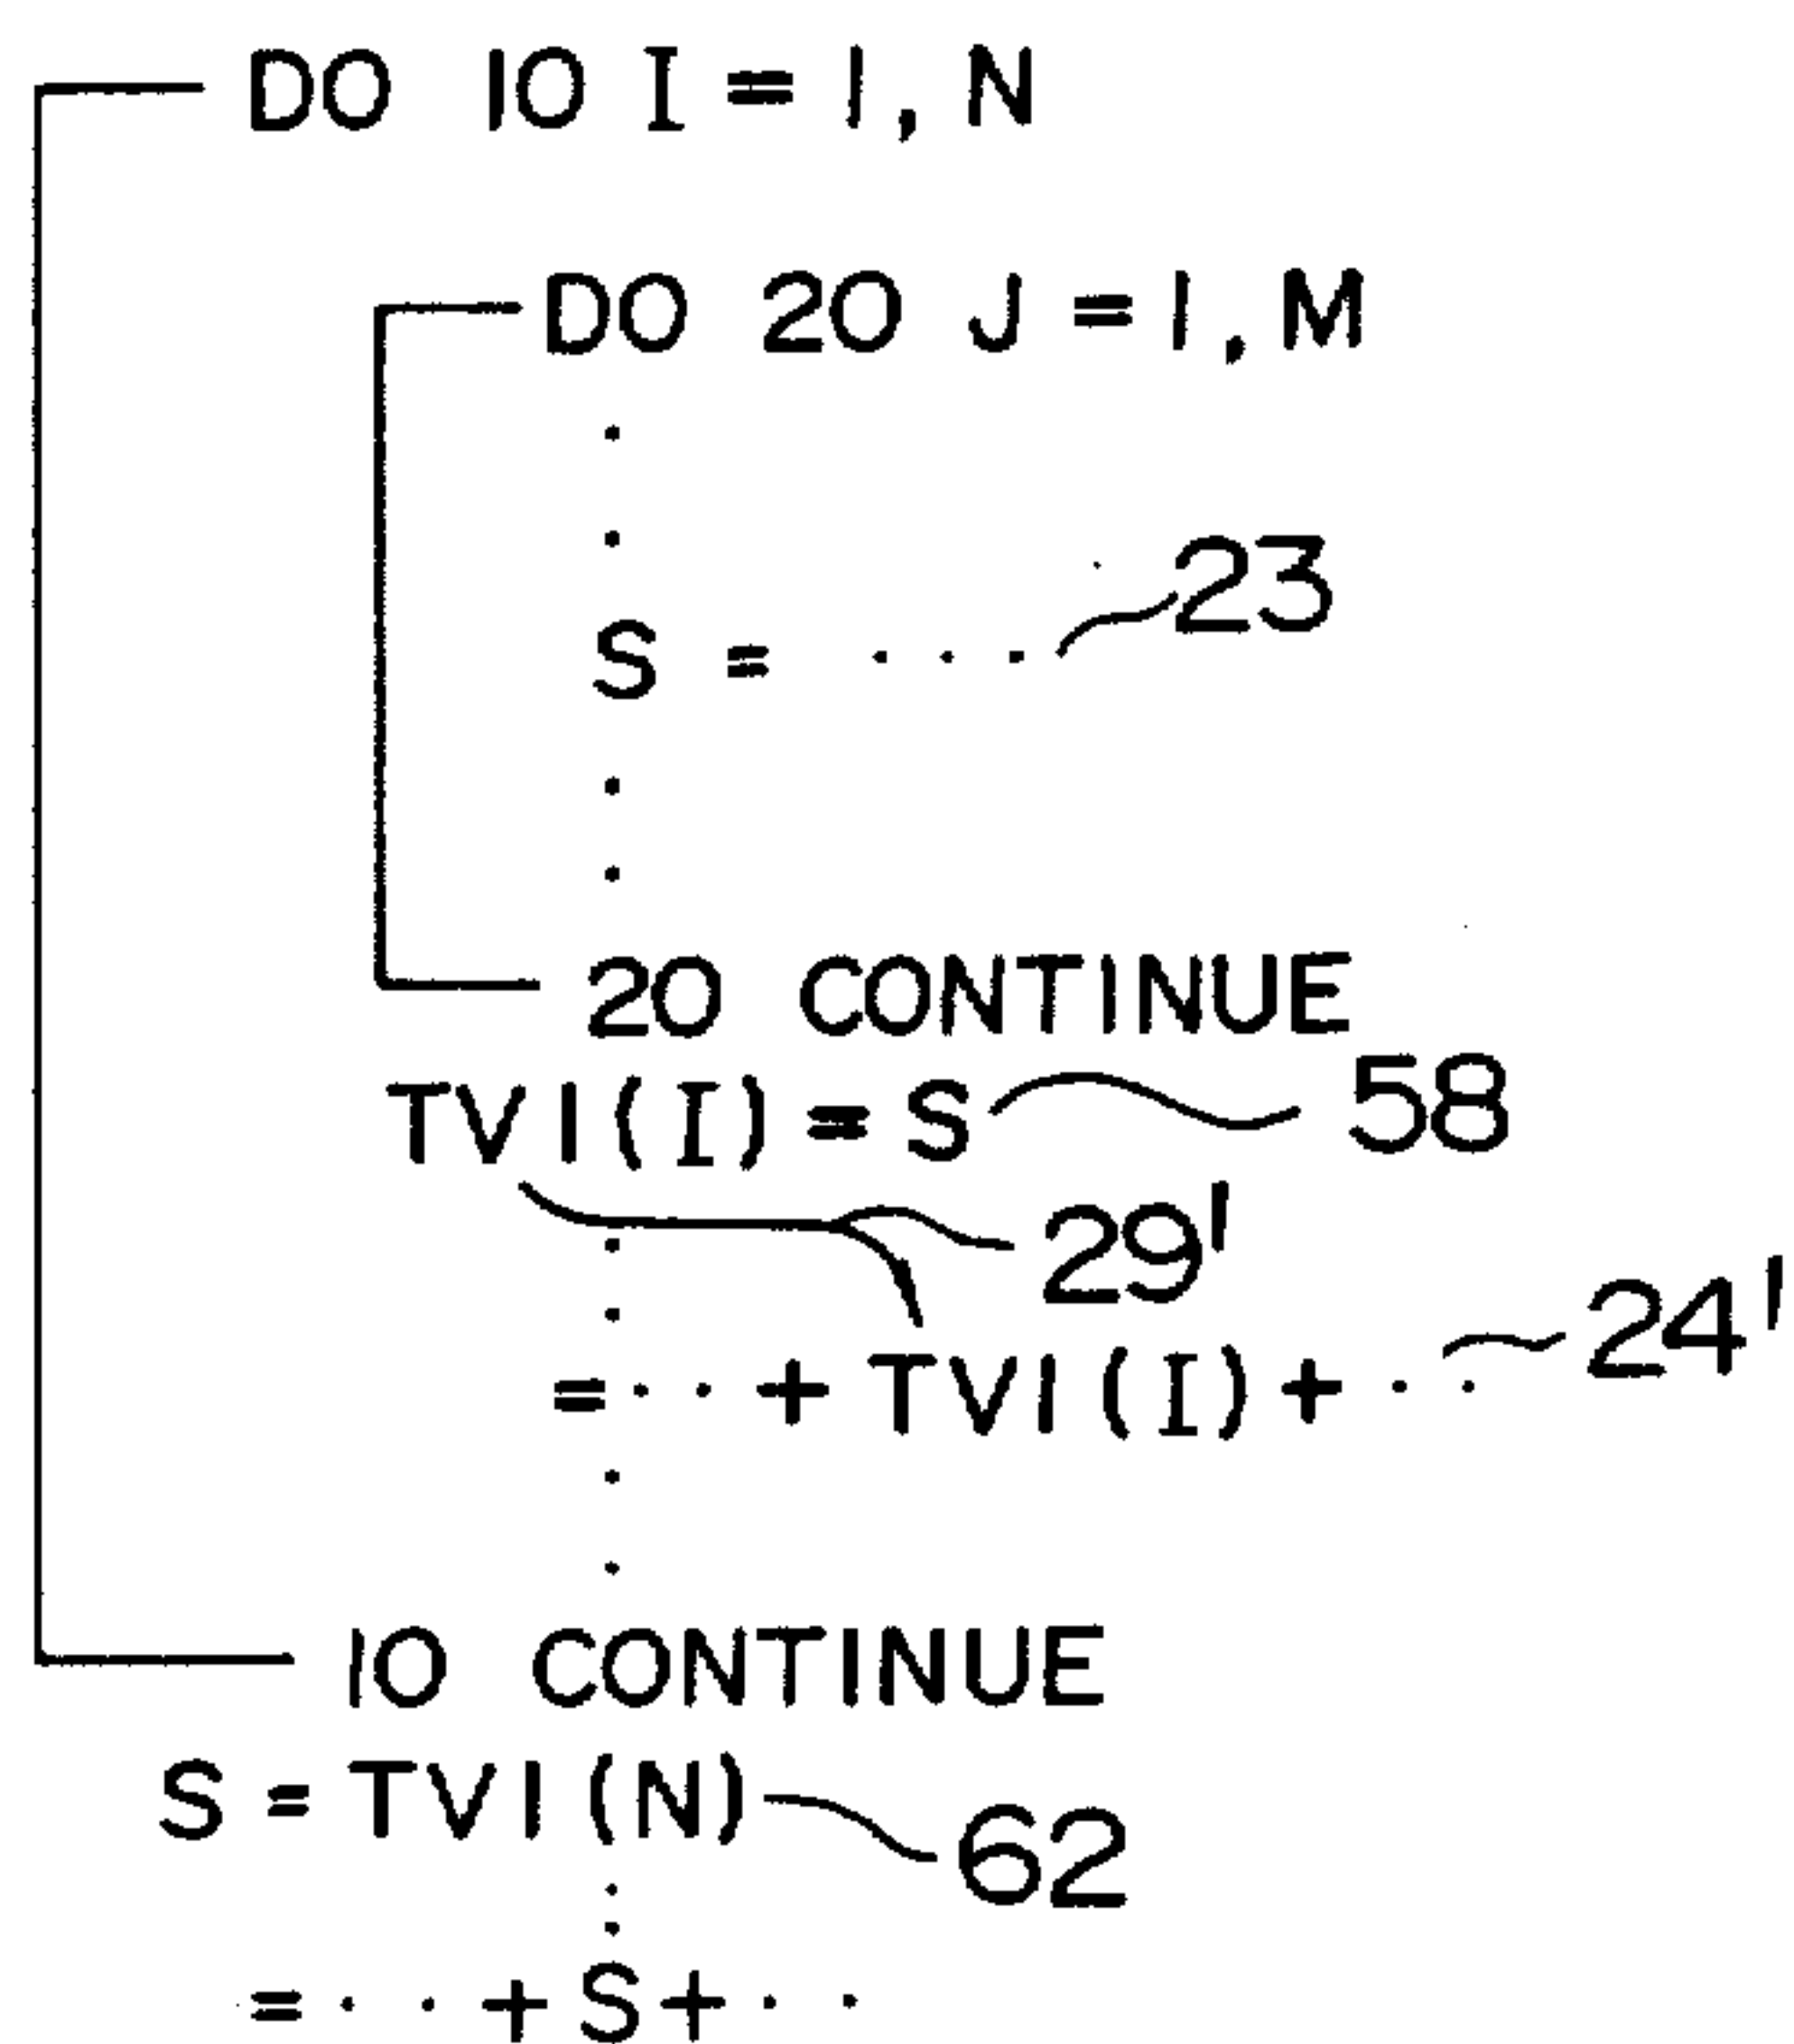 DO 10 I = 1, N
DO 20 J = 1, M
.
.
S = . . . 23
.
.
20 CONTINUE
TV1(I) = S 58
. 29'
.
= . . + TV1(I) + . . 24'
.
.
10 CONTINUE
S = TV1(N) 62
.
.
= . . + S + . .